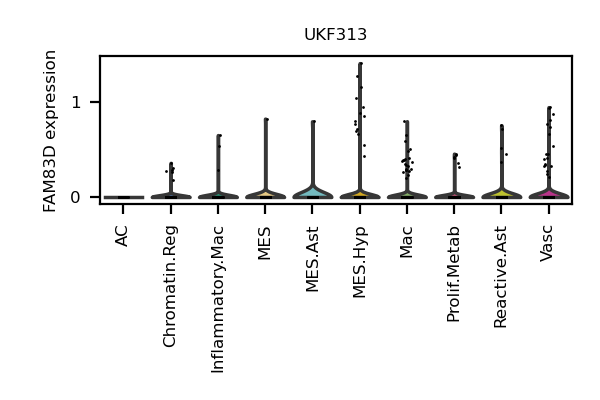 UKF313
FAM83D expression
1
0
AC
Chromatin.Reg
Inflammatory.Mac
MES
MES.Ast
MES.Hyp
Mac
Prolif.Metab
Reactive.Ast
Vasc